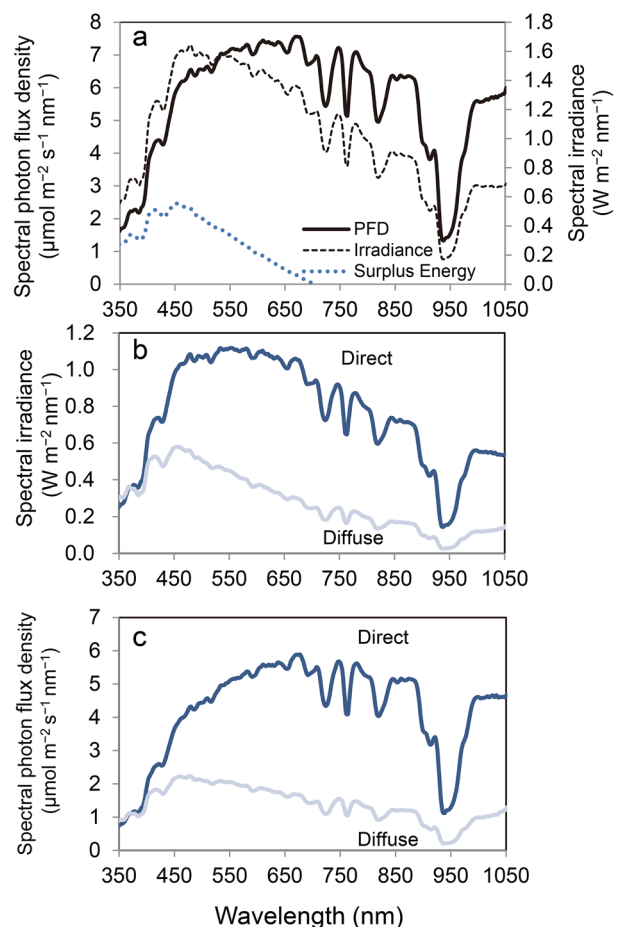 a
Spectral photon flux density
(μmol m⁻² s⁻¹ nm⁻¹)
8
7
6
5
4
3
2
1
0
1.8
1.6
1.4
1.2
1.0
0.8
0.6
0.4
0.2
0.0
Spectral irradiance
(W m⁻² nm⁻¹)
PFD
Irradiance
Surplus Energy
350 450 550 650 750 850 950 1050
b
Spectral irradiance
(W m⁻² nm⁻¹)
1.2
1.0
0.8
0.6
0.4
0.2
0.0
Direct
Diffuse
350 450 550 650 750 850 950 1050
c
Spectral photon flux density
(μmol m⁻² s⁻¹ nm⁻¹)
7
6
5
4
3
2
1
0
Direct
Diffuse
350 450 550 650 750 850 950 1050
Wavelength (nm)